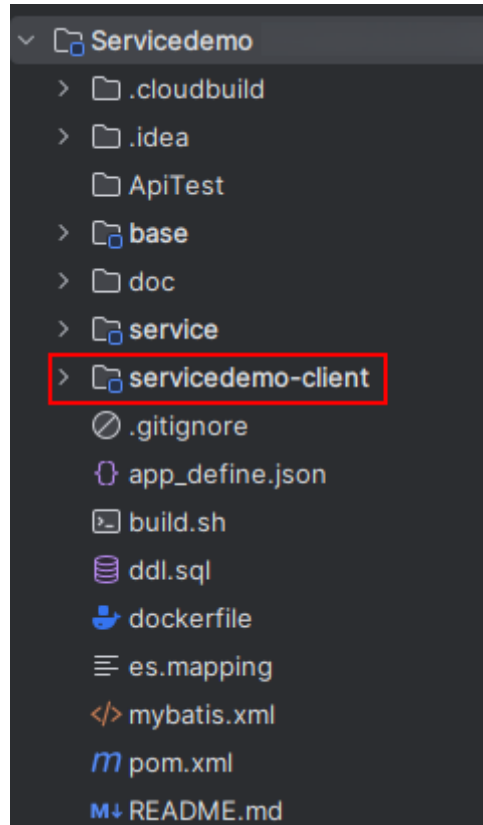 Servicedemo
.cloudbuild
.idea
ApiTest
base
doc
service
servicedemo-client
.gitignore
{} app_define.json
build.sh
ddl.sql
dockerfile
es.mapping
</> mybatis.xml
m pom.xml
M↓ README.md